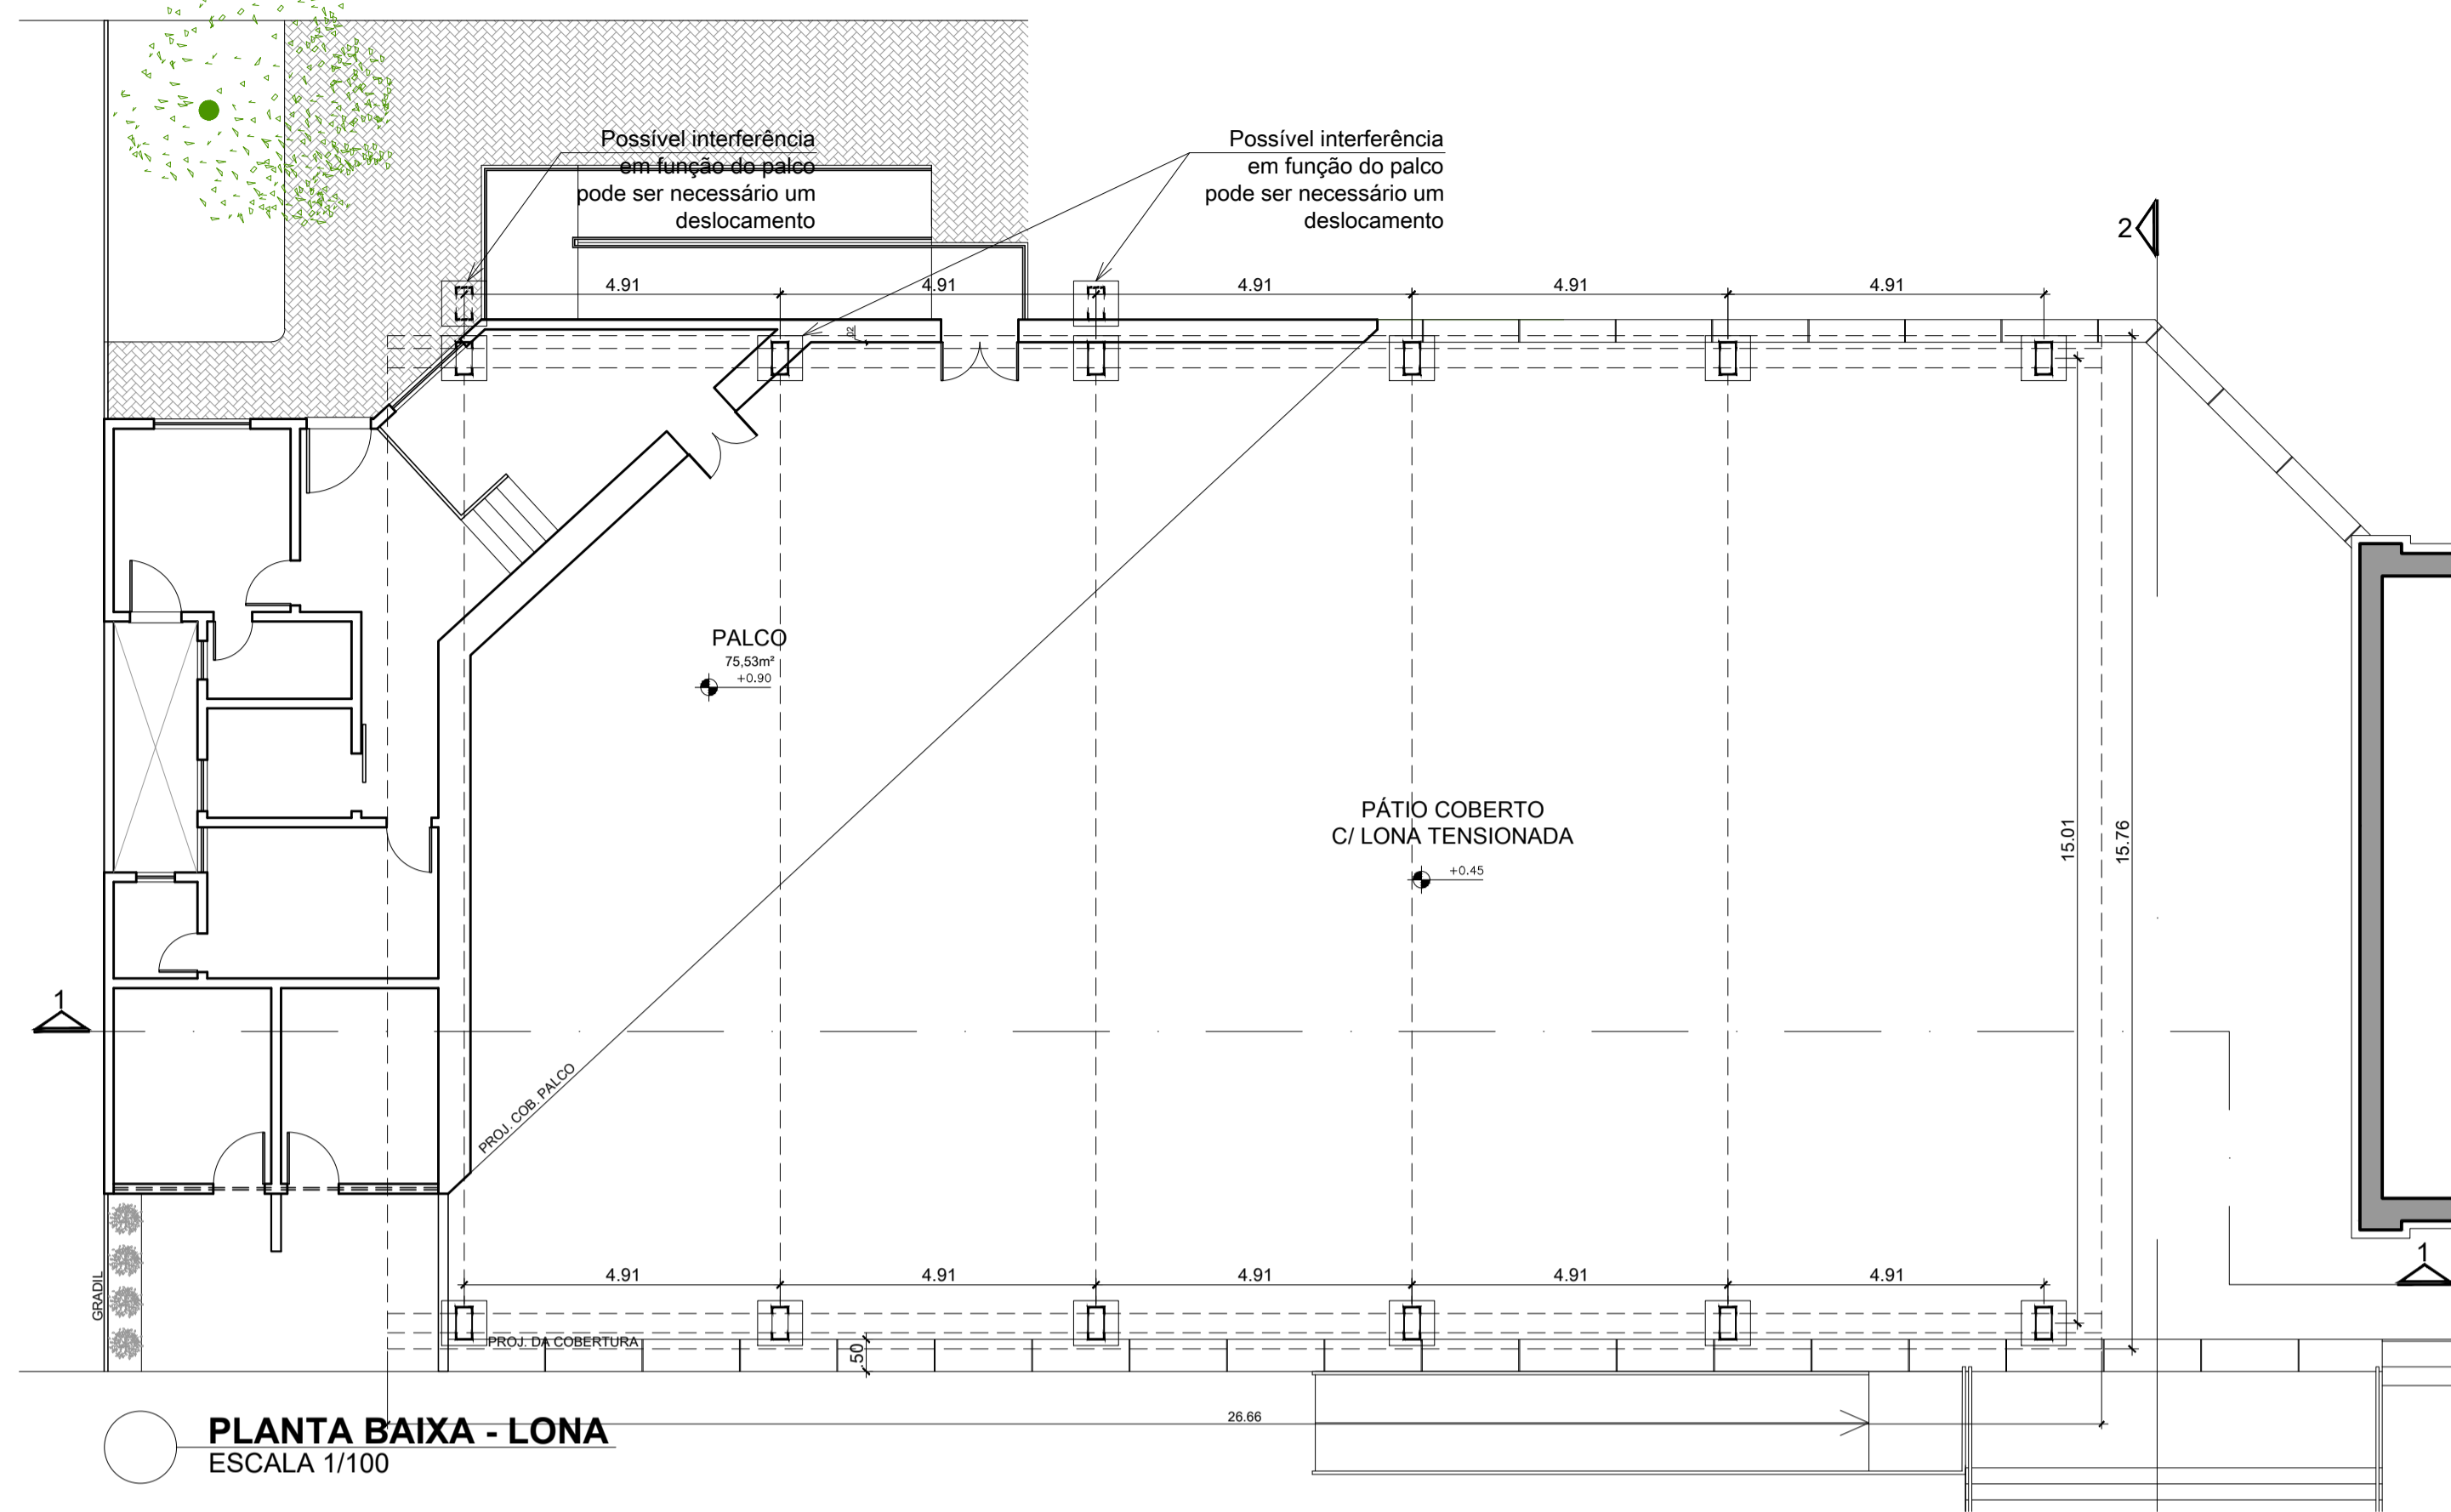 Possível interferência
em função do palco
pode ser necessário um
deslocamento
Possível interferência
em função do palco
pode ser necessário um
deslocamento
2
4.91
4.91
4.91
4.91
4.91
.02
PALCO
75,53m²
+0.90
PÁTIO COBERTO
C/ LONA TENSIONADA
+0.45
15.01
15.76
1
PROJ. COB. PALCO
1
GRADIL
4.91
4.91
4.91
4.91
4.91
PROJ. DA COBERTURA
.50
26.66
PLANTA BAIXA - LONA
ESCALA 1/100